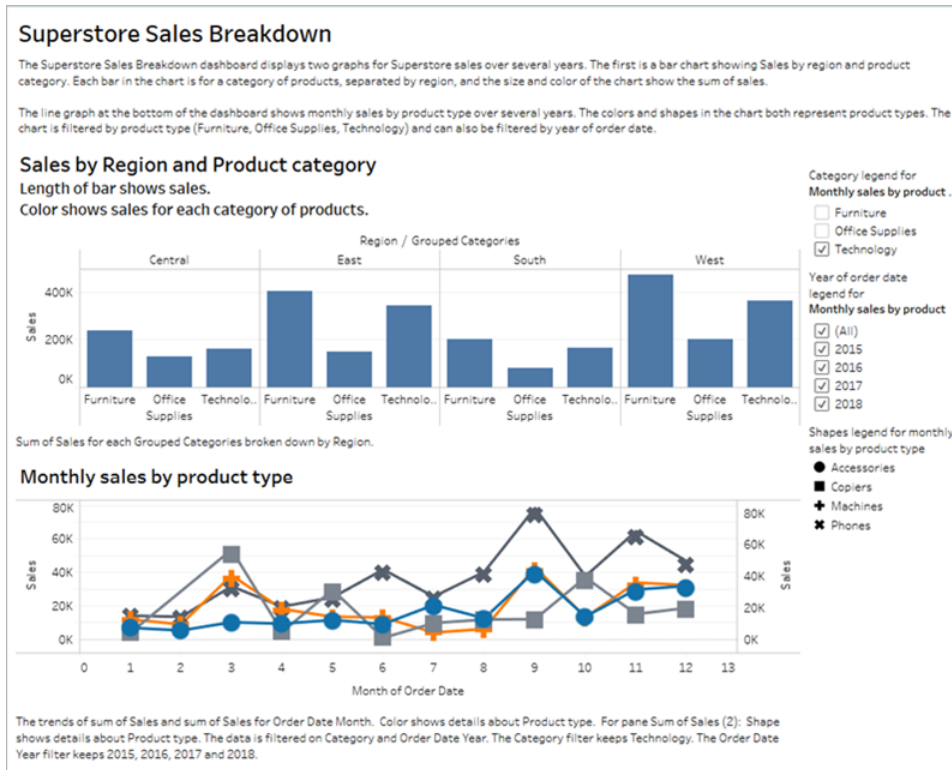 Superstore Sales Breakdown
The Superstore Sales Breakdown dashboard displays two graphs for Superstore sales over several years. The first is a bar chart showing Sales by region and product
category. Each bar in the chart is for a category of products, separated by region, and the size and color of the chart show the sum of sales.
The line graph at the bottom of the dashboard shows monthly sales by product type over several years. The colors and shapes in the chart both represent product types. The
chart is filtered by product type (Furniture, Office Supplies, Technology) and can also be filtered by year of order date.
Sales by Region and Product category
Length of bar shows sales.
Color shows sales for each category of products.
Region / Grouped Categories
Central East South West
Sales
400K
200K
0K
Furniture Office Supplies Technolo.. Furniture Office Supplies Technolo.. Furniture Office Supplies Technolo.. Furniture Office Supplies Technolo..
Sum of Sales for each Grouped Categories broken down by Region.
Category legend for
Monthly sales by product .
Furniture
Office Supplies
Technology
Year of order date
legend for
Monthly sales by product
(All)
2015
2016
2017
2018
Shapes legend for monthly
sales by product type
Accessories
Copiers
Machines
Phones
Monthly sales by product type
Sales
80K
60K
40K
20K
0K
80K
60K
40K
20K
0K
Sales
0 1 2 3 4 5 6 7 8 9 10 11 12 13
Month of Order Date
The trends of sum of Sales and sum of Sales for Order Date Month. Color shows details about Product type. For pane Sum of Sales (2): Shape
shows details about Product type. The data is filtered on Category and Order Date Year. The Category filter keeps Technology. The Order Date
Year filter keeps 2015, 2016, 2017 and 2018.